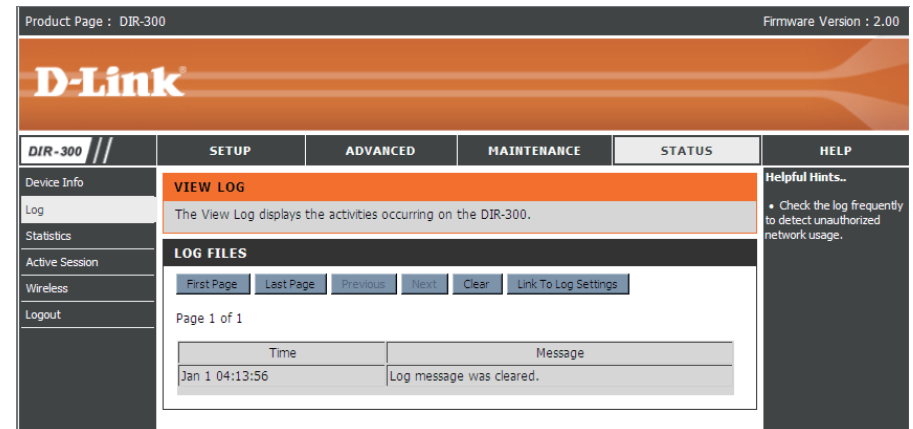 Product Page : DIR-300
Firmware Version : 2.00
D-Link
DIR-300
SETUP
ADVANCED
MAINTENANCE
STATUS
HELP
Device Info
Log
Statistics
Active Session
Wireless
Logout
VIEW LOG
The View Log displays the activities occurring on the DIR-300.
LOG FILES
First Page
Last Page
Previous
Next
Clear
Link To Log Settings
Page 1 of 1
Time
Message
Jan 1 04:13:56
Log message was cleared.
Helpful Hints..
• Check the log frequently
to detect unauthorized
network usage.